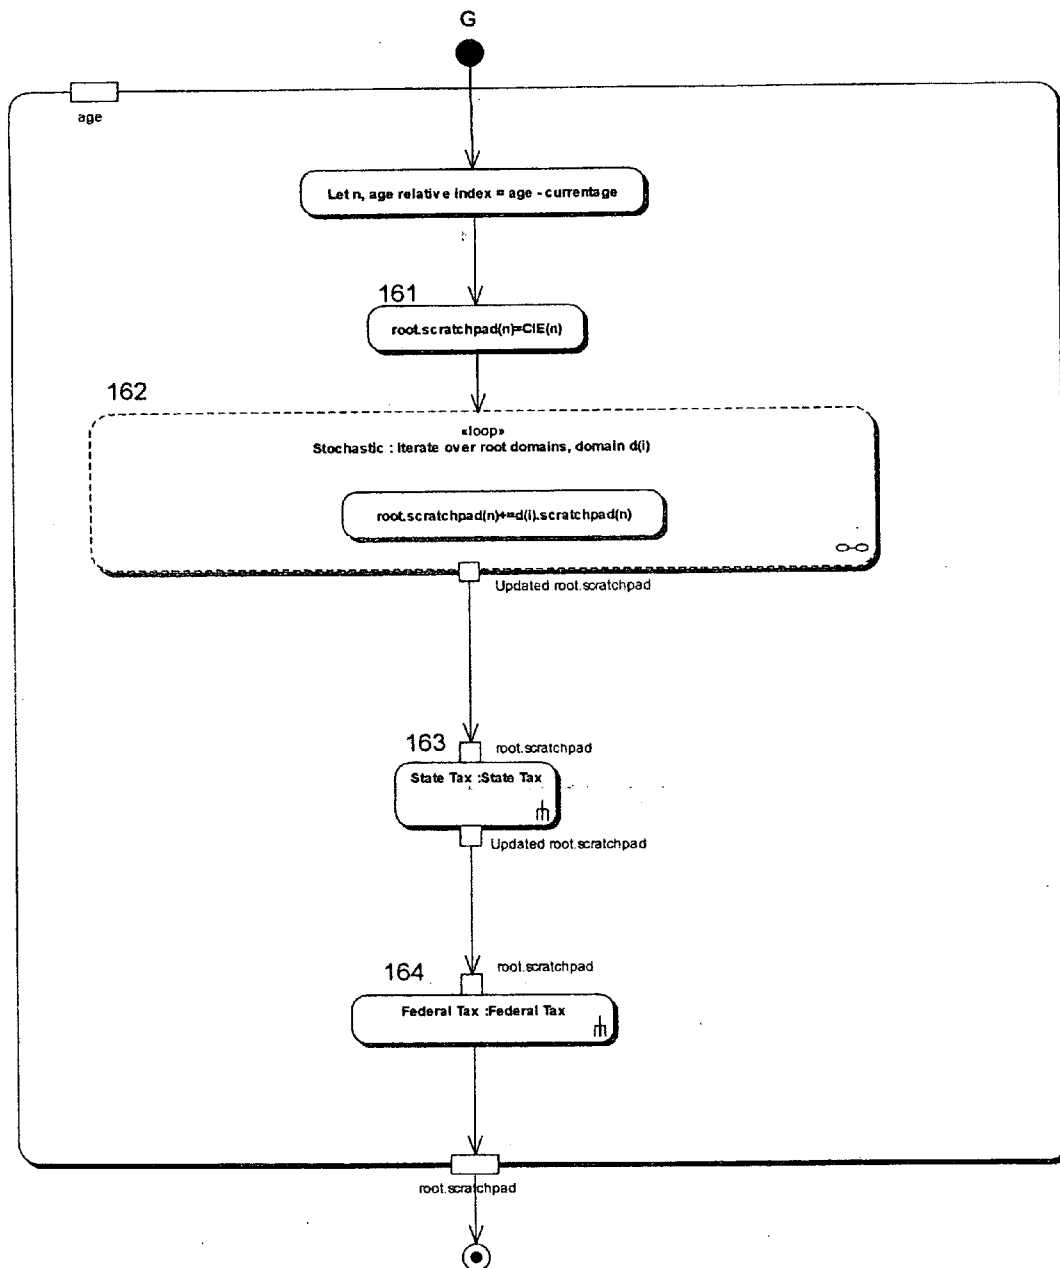 G
age
Let n, age relative index = age - currentage
161
root.scratchpad(n)=CIE(n)
162
«loop»
Stochastic : Iterate over root domains, domain d(i)
root.scratchpad(n)+=d(i).scratchpad(n)
Updated root.scratchpad
163
root.scratchpad
State Tax :State Tax
Updated root.scratchpad
164
root.scratchpad
Federal Tax :Federal Tax
root.scratchpad